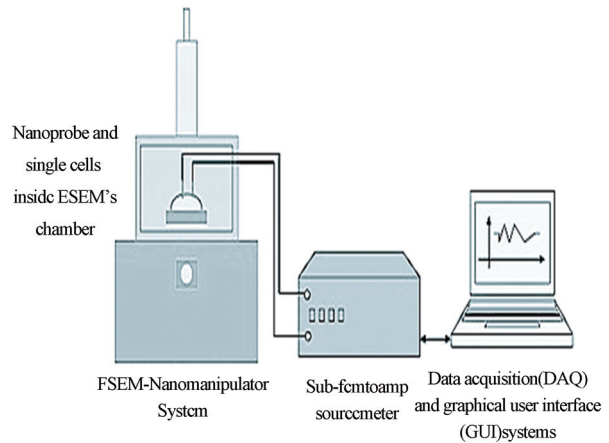 Nanoprobe and
single cells
insidc ESEM's
chamber
FSEM-Nanomanipulator
Systcm
Sub-fcmtoamp
sourccmeter
Data acquisition(DAQ)
and graphical user interface
(GUI)systems